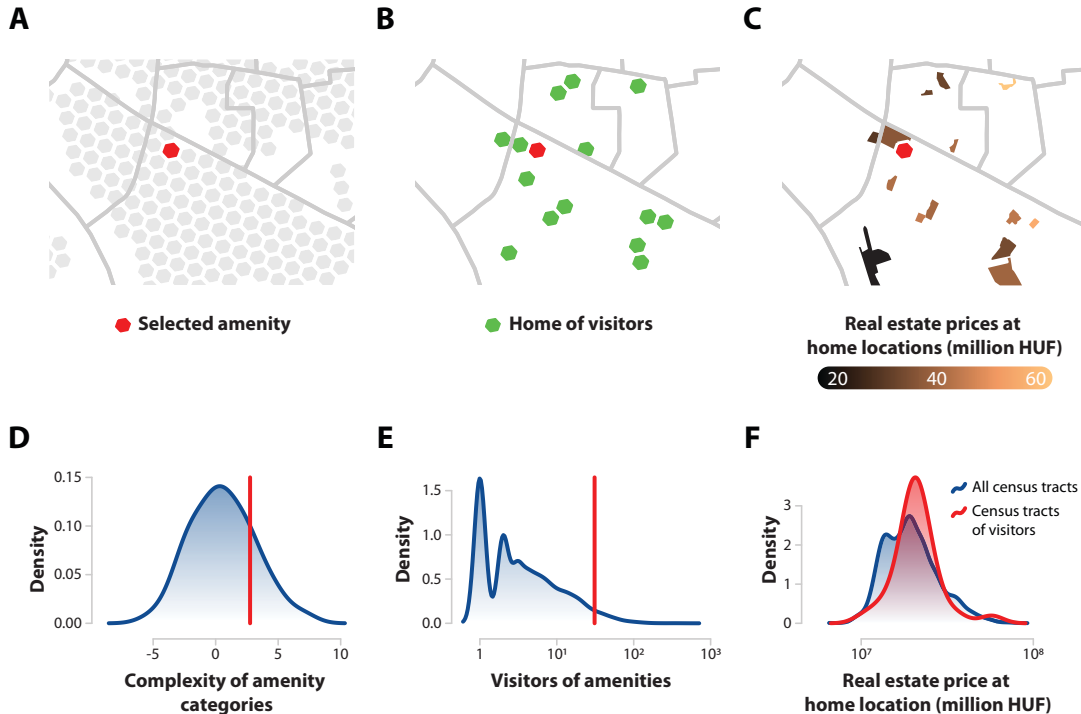 A
B
C
Selected amenity
Home of visitors
Real estate prices at
home locations (million HUF)
20 40 60
D
E
F
0.15
0.10
0.05
0.00
Density
-5 0 5 10
Complexity of amenity
categories
1.5
1.0
0.5
0.0
Density
1 10¹ 10² 10³
Visitors of amenities
3
2
1
0
Density
All census tracts
Census tracts
of visitors
10⁷ 10⁸
Real estate price at
home location (million HUF)